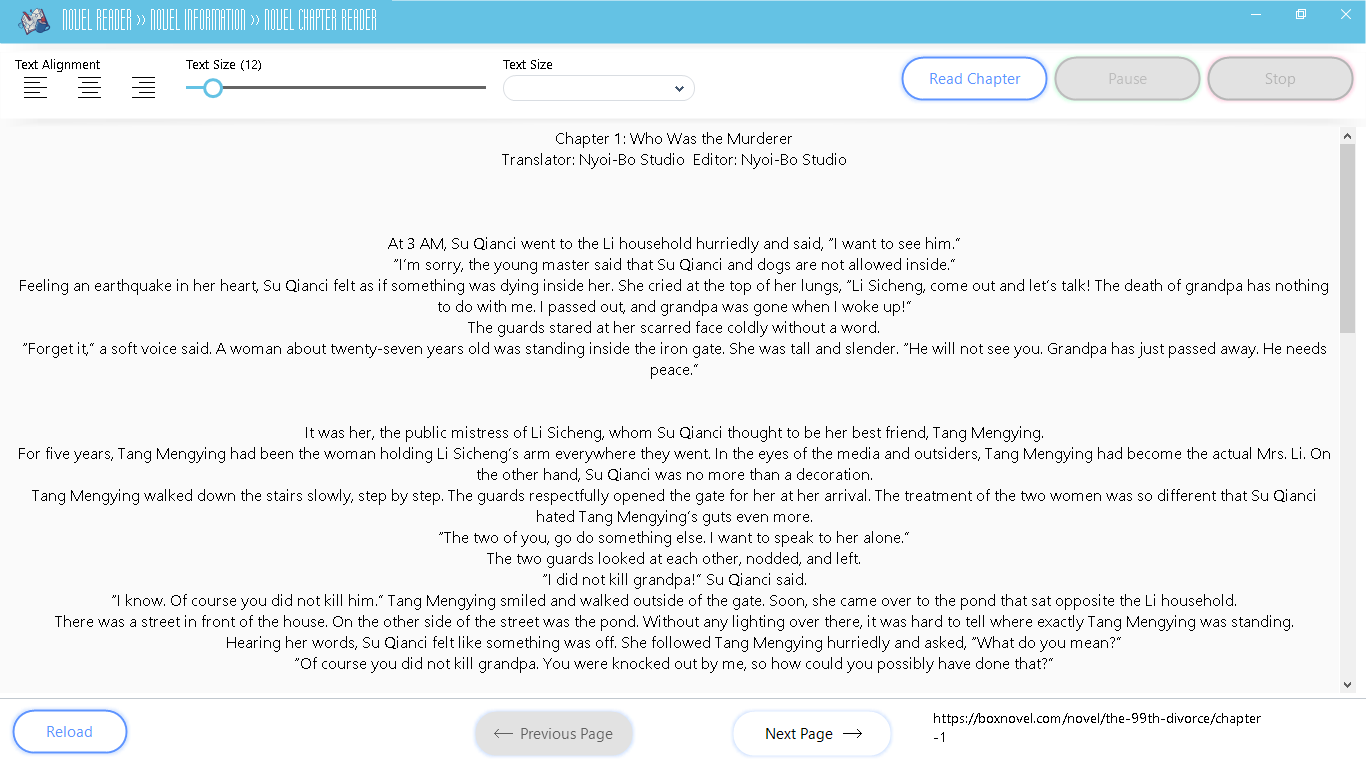 NOVEL READER >> NOVEL INFORMATION >> NOVEL CHAPTER READER
Text Alignment
Text Size (12)
Text Size
Read Chapter
Pause
Stop
Chapter 1: Who Was the Murderer
Translator: Nyoi-Bo Studio  Editor: Nyoi-Bo Studio
At 3 AM, Su Qianci went to the Li household hurriedly and said, "I want to see him."
"I'm sorry, the young master said that Su Qianci and dogs are not allowed inside."
Feeling an earthquake in her heart, Su Qianci felt as if something was dying inside her. She cried at the top of her lungs, "Li Sicheng, come out and let's talk! The death of grandpa has nothing
to do with me. I passed out, and grandpa was gone when I woke up!"
The guards stared at her scarred face coldly without a word.
"Forget it," a soft voice said. A woman about twenty-seven years old was standing inside the iron gate. She was tall and slender. "He will not see you. Grandpa has just passed away. He needs
peace."
It was her, the public mistress of Li Sicheng, whom Su Qianci thought to be her best friend, Tang Mengying.
For five years, Tang Mengying had been the woman holding Li Sicheng's arm everywhere they went. In the eyes of the media and outsiders, Tang Mengying had become the actual Mrs. Li. On
the other hand, Su Qianci was no more than a decoration.
Tang Mengying walked down the stairs slowly, step by step. The guards respectfully opened the gate for her at her arrival. The treatment of the two women was so different that Su Qianci
hated Tang Mengying's guts even more.
"The two of you, go do something else. I want to speak to her alone."
The two guards looked at each other, nodded, and left.
"I did not kill grandpa!" Su Qianci said.
"I know. Of course you did not kill him." Tang Mengying smiled and walked outside of the gate. Soon, she came over to the pond that sat opposite the Li household.
There was a street in front of the house. On the other side of the street was the pond. Without any lighting over there, it was hard to tell where exactly Tang Mengying was standing.
Hearing her words, Su Qianci felt like something was off. She followed Tang Mengying hurriedly and asked, "What do you mean?"
"Of course you did not kill grandpa. You were knocked out by me, so how could you possibly have done that?"
Reload
Previous Page
Next Page
https://boxnovel.com/novel/the-99th-divorce/chapter
-1